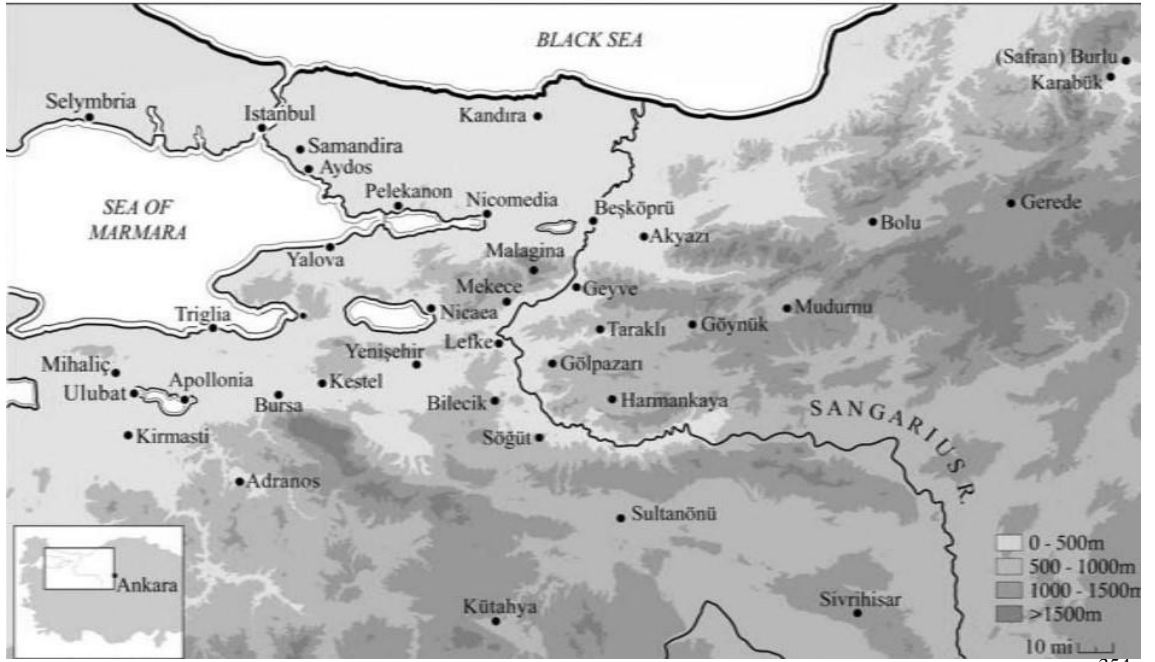 BLACK SEA
(Safran) Burlu
Karabük
Selymbria
Istanbul
Kandıra
Samandira
Aydos
Pelekanon
Nicomedia
Beşköprü
Gerede
SEA OF
MARMARA
Bolu
Akyazı
Yalova
Malagina
Mekece
Geyve
Nicaea
Mudurnu
Triglia
Taraklı
Göynük
Lefke
Yenişehir
Gölpazarı
Mihaliç
Apollonia
Kestel
Ulubat
Bursa
Bilecik
Harmankaya
SANGARIUS R.
Kirmasti
Söğüt
Adranos
Sultanönü
0 - 500m
500 - 1000m
1000 - 1500m
>1500m
Ankara
Kütahya
Sivrihisar
10 mi